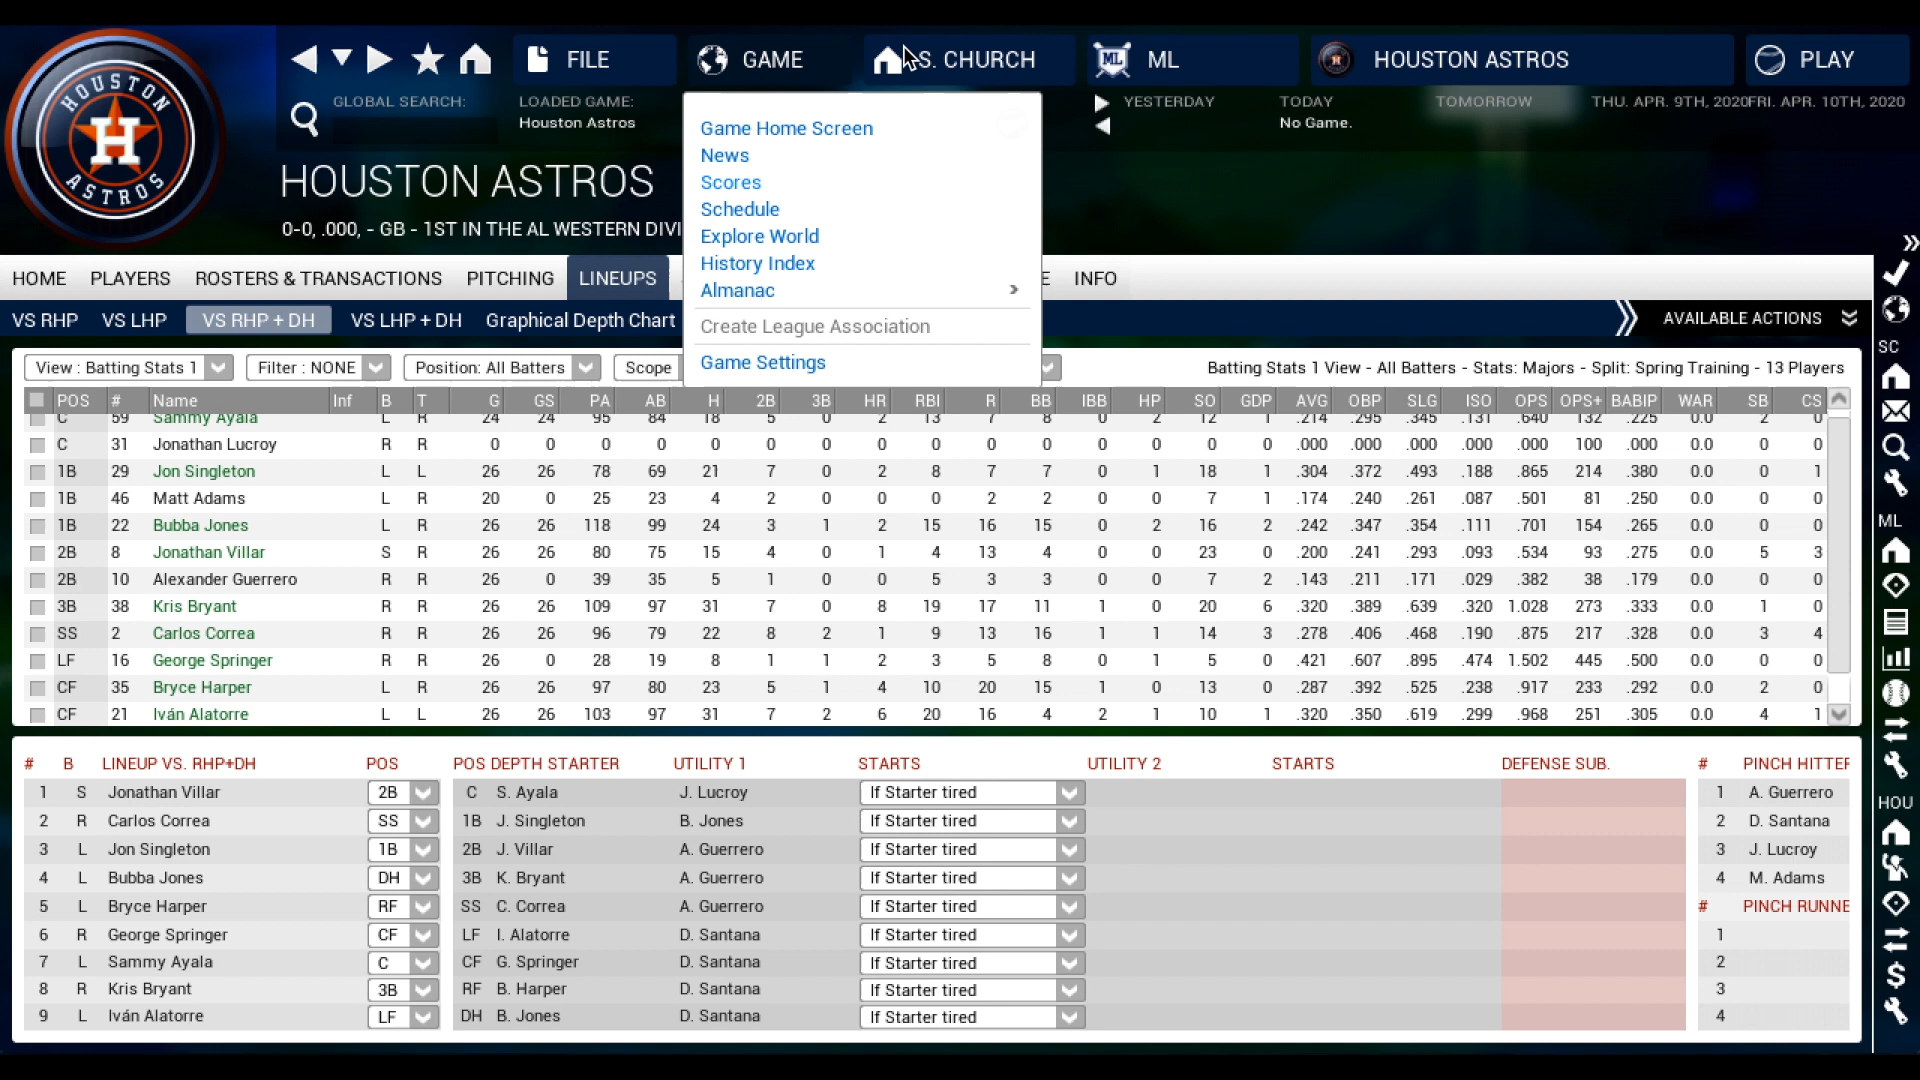 FILE GAME S. CHURCH ML HOUSTON ASTROS PLAY
GLOBAL SEARCH: LOADED GAME: YESTERDAY TODAY TOMORROW THU. APR. 9TH, 2020 FRI. APR. 10TH, 2020
Houston Astros No Game.
HOUSTON ASTROS
HOUSTON ASTROS
0-0, .000, - GB - 1ST IN THE AL WESTERN DIVI
Game Home Screen
News
Scores
Schedule
Explore World
History Index
Almanac
Create League Association
Game Settings
HOME PLAYERS ROSTERS & TRANSACTIONS PITCHING LINEUPS E INFO
VS RHP VS LHP VS RHP + DH VS LHP + DH Graphical Depth Chart AVAILABLE ACTIONS
View : Batting Stats 1 Filter : NONE Position: All Batters Scope Batting Stats 1 View - All Batters - Stats: Majors - Split: Spring Training - 13 Players
POS # Name Inf B T G GS PA AB H 2B 3B HR RBI R BB IBB HP SO GDP AVG OBP SLG ISO OPS OPS+ BABIP WAR SB CS
C 59 Sammy Ayala L R 24 24 95 84 18 5 0 2 13 7 8 0 2 12 1 .214 .295 .345 .131 .640 132 .225 0.0 2 0
C 31 Jonathan Lucroy R R 0 0 0 0 0 0 0 0 0 0 0 0 0 0 0 .000 .000 .000 .000 .000 100 .000 0.0 0 0
1B 29 Jon Singleton L L 26 26 78 69 21 7 0 2 8 7 7 0 1 18 1 .304 .372 .493 .188 .865 214 .380 0.0 0 1
1B 46 Matt Adams L R 20 0 25 23 4 2 0 0 0 2 2 0 0 7 1 .174 .240 .261 .087 .501 81 .250 0.0 0 0
1B 22 Bubba Jones L R 26 26 118 99 24 3 1 2 15 16 15 0 2 16 2 .242 .347 .354 .111 .701 154 .265 0.0 0 0
2B 8 Jonathan Villar S R 26 26 80 75 15 4 0 1 4 13 4 0 0 23 0 .200 .241 .293 .093 .534 93 .275 0.0 5 3
2B 10 Alexander Guerrero R R 26 0 39 35 5 1 0 0 5 3 3 0 0 7 2 .143 .211 .171 .029 .382 38 .179 0.0 0 0
3B 38 Kris Bryant R R 26 26 109 97 31 7 0 8 19 17 11 1 0 20 6 .320 .389 .639 .320 1.028 273 .333 0.0 1 0
SS 2 Carlos Correa R R 26 26 96 79 22 8 2 1 9 13 16 1 1 14 3 .278 .406 .468 .190 .875 217 .328 0.0 3 4
LF 16 George Springer R R 26 0 28 19 8 1 1 2 3 5 8 0 1 5 0 .421 .607 .895 .474 1.502 445 .500 0.0 0 0
CF 35 Bryce Harper L R 26 26 97 80 23 5 1 4 10 20 15 1 0 13 0 .287 .392 .525 .238 .917 233 .292 0.0 2 0
CF 21 Iván Alatorre L L 26 26 103 97 31 7 2 6 20 16 4 2 1 10 1 .320 .350 .619 .299 .968 251 .305 0.0 4 1
# B LINEUP VS. RHP+DH POS POS DEPTH STARTER UTILITY 1 STARTS UTILITY 2 STARTS DEFENSE SUB. # PINCH HITTER
1 S Jonathan Villar 2B C S. Ayala J. Lucroy If Starter tired 1 A. Guerrero
2 R Carlos Correa SS 1B J. Singleton B. Jones If Starter tired 2 D. Santana
3 L Jon Singleton 1B 2B J. Villar A. Guerrero If Starter tired 3 J. Lucroy
4 L Bubba Jones DH 3B K. Bryant A. Guerrero If Starter tired 4 M. Adams
5 L Bryce Harper RF SS C. Correa A. Guerrero If Starter tired # PINCH RUNNE
6 R George Springer CF LF I. Alatorre D. Santana If Starter tired 1
7 L Sammy Ayala C CF G. Springer D. Santana If Starter tired 2
8 R Kris Bryant 3B RF B. Harper D. Santana If Starter tired 3
9 L Iván Alatorre LF DH B. Jones D. Santana If Starter tired 4
SC
ML
HOU